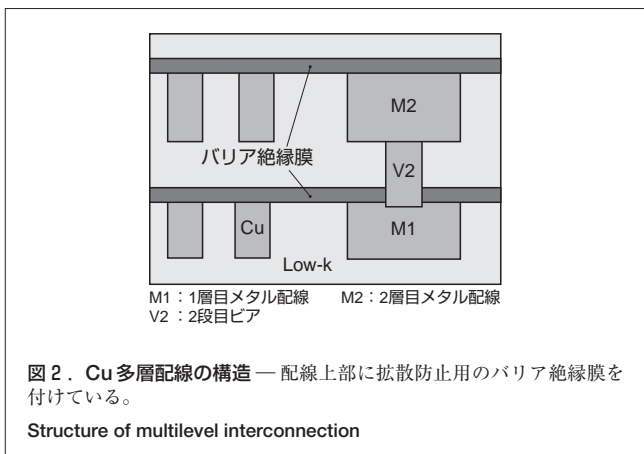 M2
バリア絶縁膜
V2
Cu
M1
Low-k
M1：1層目メタル配線　M2：2層目メタル配線
V2 ：2段目ビア
図2．Cu多層配線の構造 — 配線上部に拡散防止用のバリア絶縁膜を
付けている。
Structure of multilevel interconnection